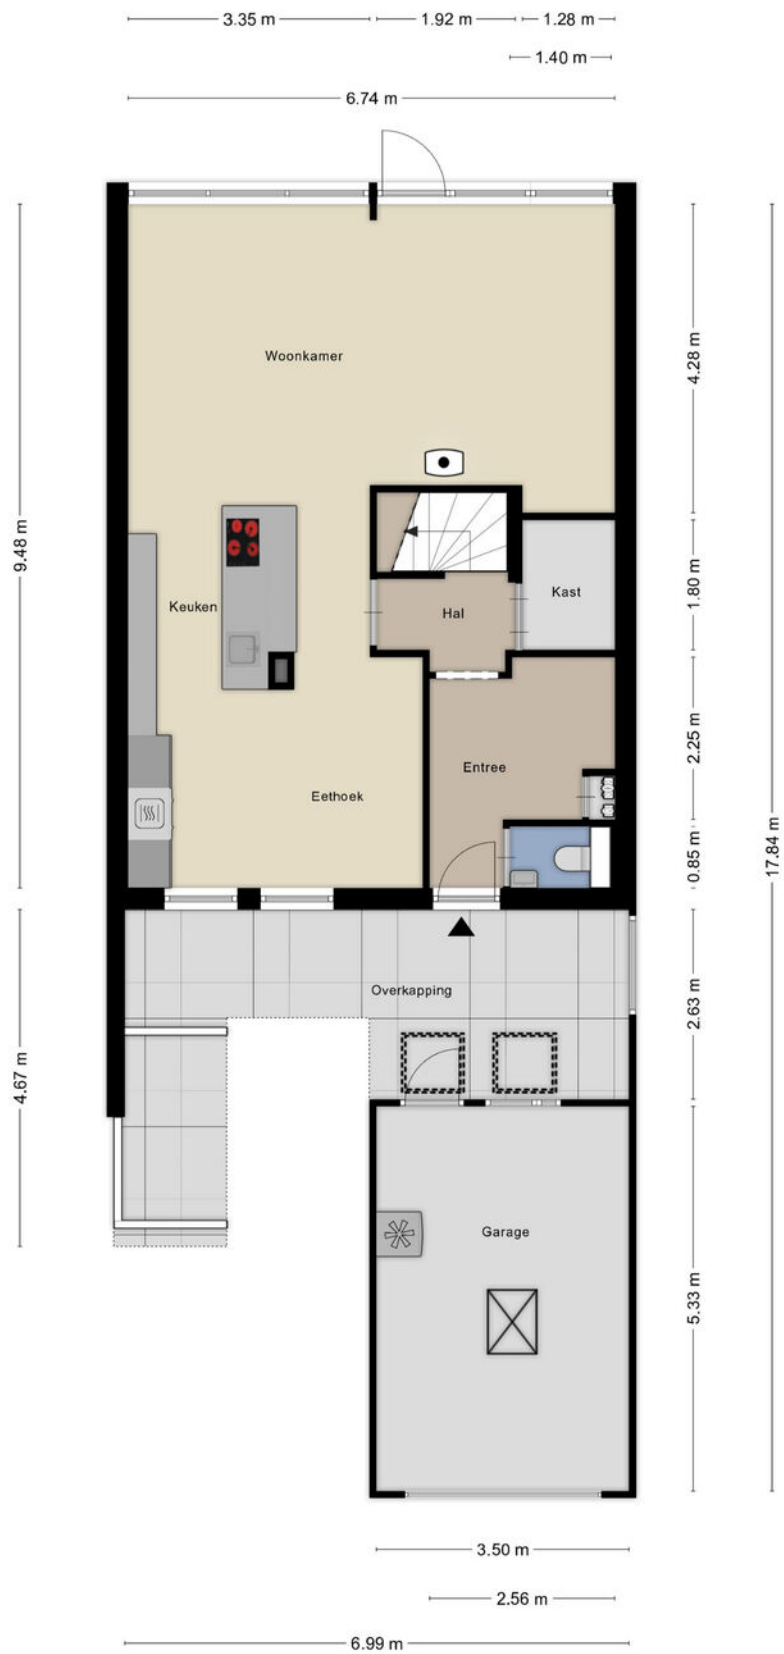 3.35 m
1.92 m
1.28 m
1.40 m
6.74 m
Woonkamer
4.28 m
9.48 m
Keuken
Hal
Kast
1.80 m
Entree
2.25 m
Eethoek
0.85 m
17.84 m
Overkapping
2.63 m
4.67 m
Garage
5.33 m
3.50 m
2.56 m
6.99 m